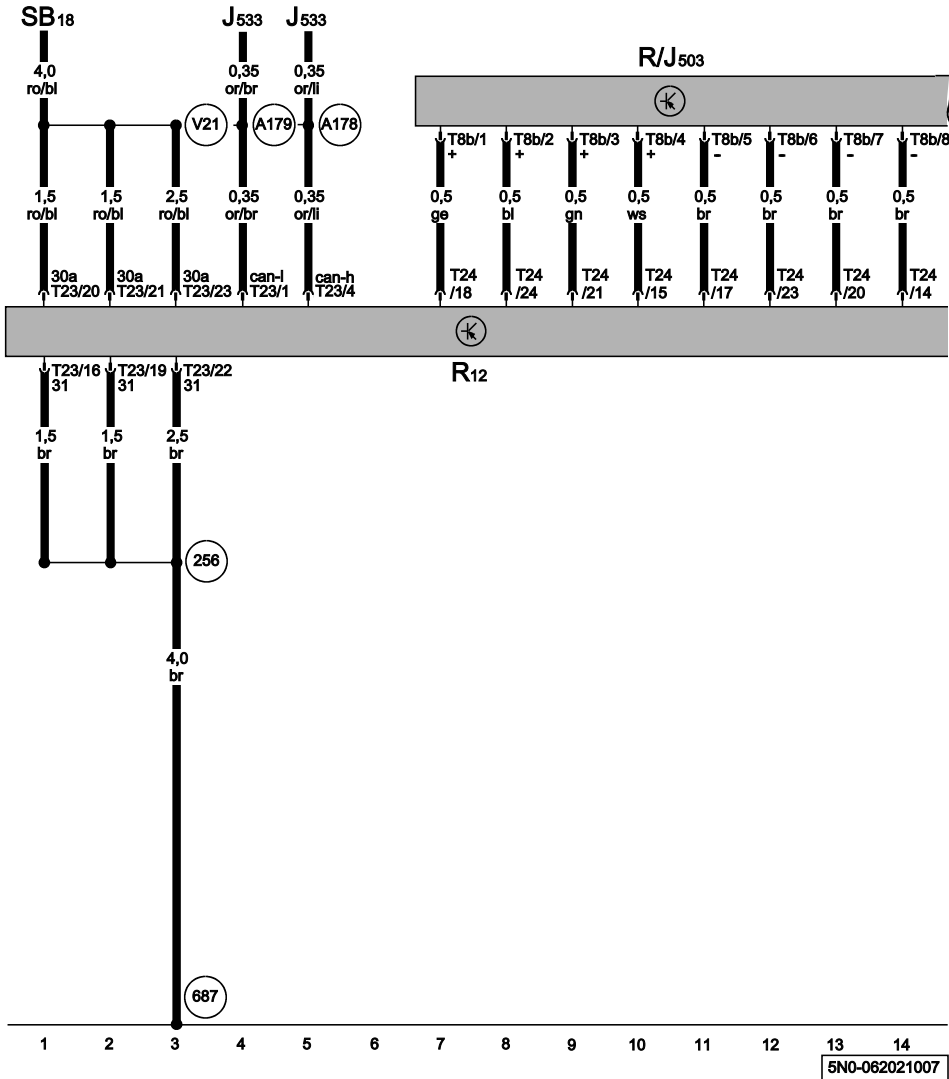 SB18 J533 J533
R/J503
4,0 0,35 0,35
ro/bl or/br or/li
V21 A179 A178
T8b/1 T8b/2 T8b/3 T8b/4 T8b/5 T8b/6 T8b/7 T8b/8
+ + + + - - - -
1,5 1,5 2,5 0,35 0,35 0,5 0,5 0,5 0,5 0,5 0,5 0,5 0,5
ro/bl ro/bl ro/bl or/br or/li ge bl gn ws br br br br
30a 30a 30a can-l can-h T24 T24 T24 T24 T24 T24 T24 T24
T23/20 T23/21 T23/23 T23/1 T23/4 /18 /24 /21 /15 /17 /23 /20 /14
R12
T23/16 T23/19 T23/22
31 31 31
1,5 1,5 2,5
br br br
256
4,0
br
687
1 2 3 4 5 6 7 8 9 10 11 12 13 14
5N0-062021007